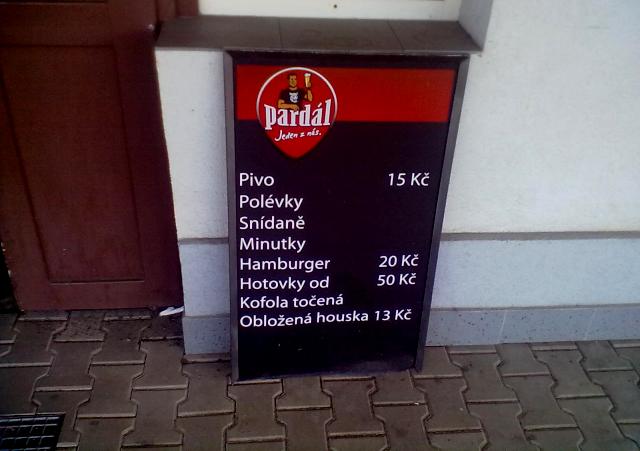 Pardál
Jeden z nás.
Pivo 15 Kč
Polévky
Snídaně
Minutky
Hamburger 20 Kč
Hotovky od 50 Kč
Kofola točená
Obložená houska 13 Kč